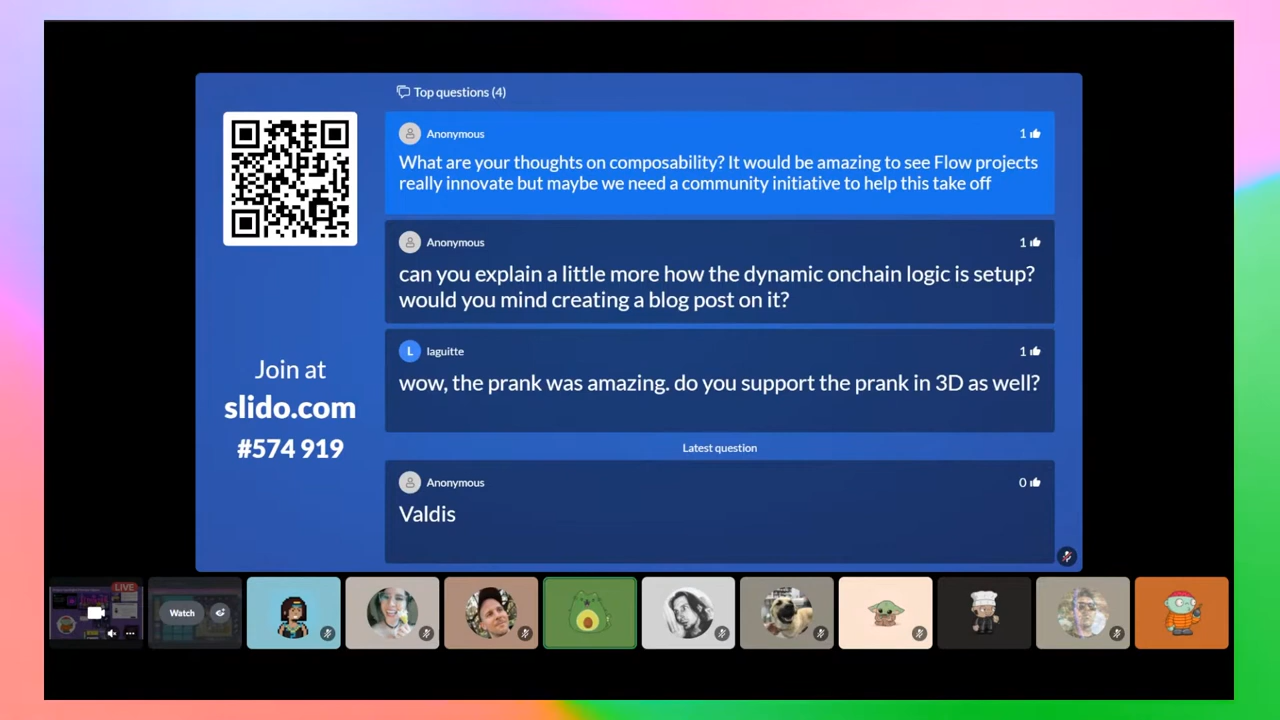 Top questions (4)
Anonymous
1
What are your thoughts on composability? It would be amazing to see Flow projects
really innovate but maybe we need a community initiative to help this take off
Anonymous
1
can you explain a little more how the dynamic onchain logic is setup?
would you mind creating a blog post on it?
L
laguitte
1
wow, the prank was amazing. do you support the prank in 3D as well?
Latest question
Anonymous
0
Valdis
Join at
slido.com
#574 919
LIVE
Watch